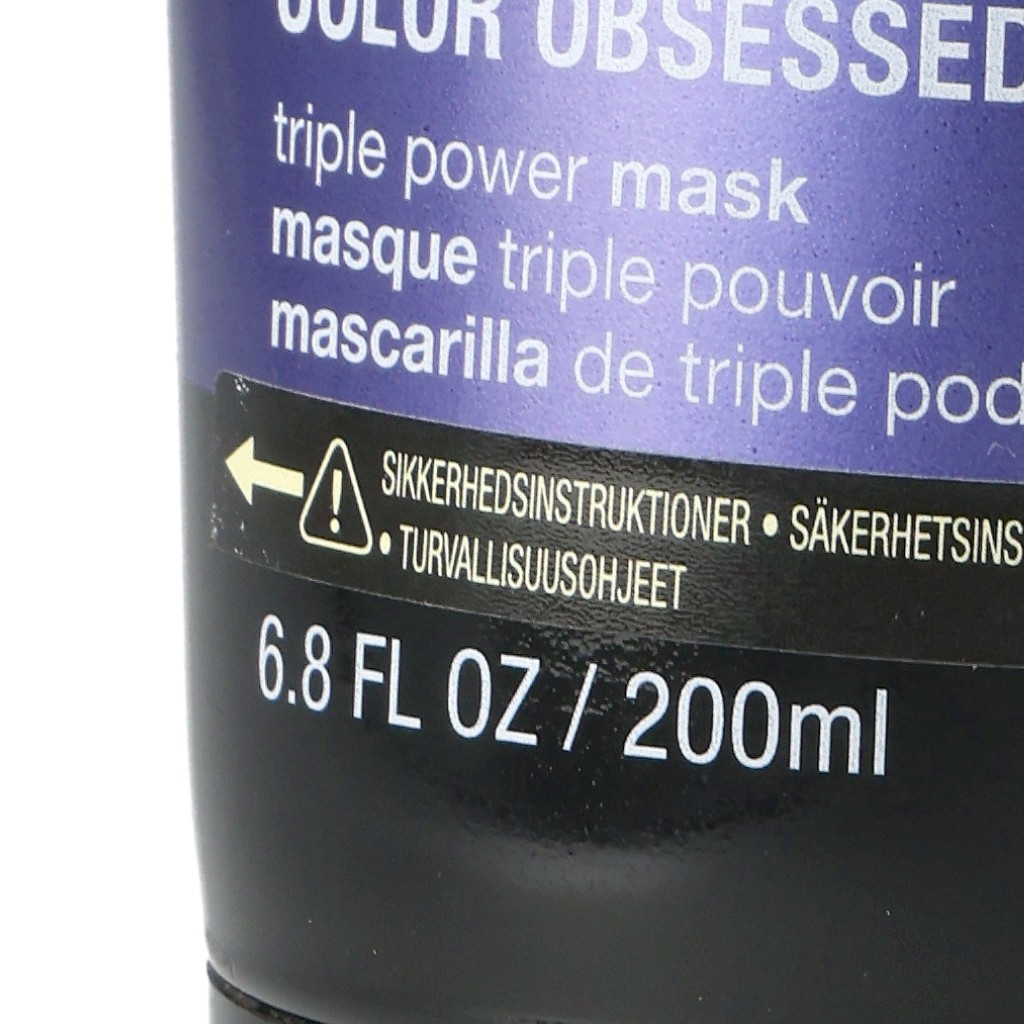 COLOR OBSESSED
triple power mask
masque triple pouvoir
mascarilla de triple pod
SIKKERHEDSINSTRUKTIONER • SÄKERHETSINS
• TURVALLISUUSOHJEET
6.8 FL OZ / 200ml